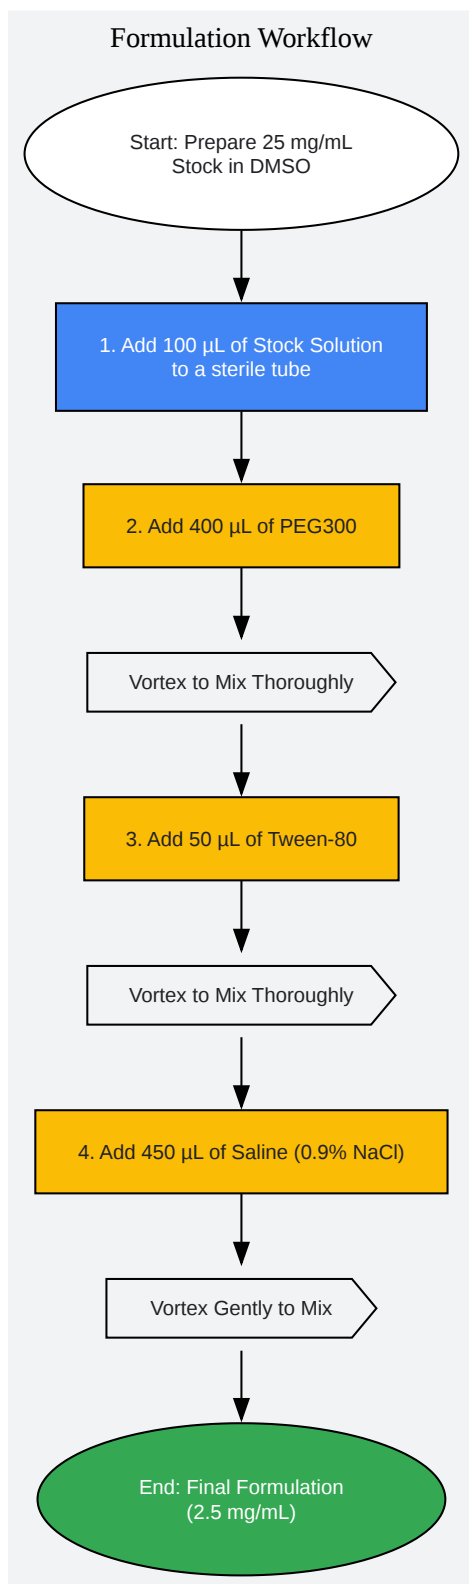 Formulation Workflow
Start: Prepare 25 mg/mL
Stock in DMSO
1. Add 100 µL of Stock Solution
to a sterile tube
2. Add 400 µL of PEG300
Vortex to Mix Thoroughly
3. Add 50 µL of Tween-80
Vortex to Mix Thoroughly
4. Add 450 µL of Saline (0.9% NaCl)
Vortex Gently to Mix
End: Final Formulation
(2.5 mg/mL)